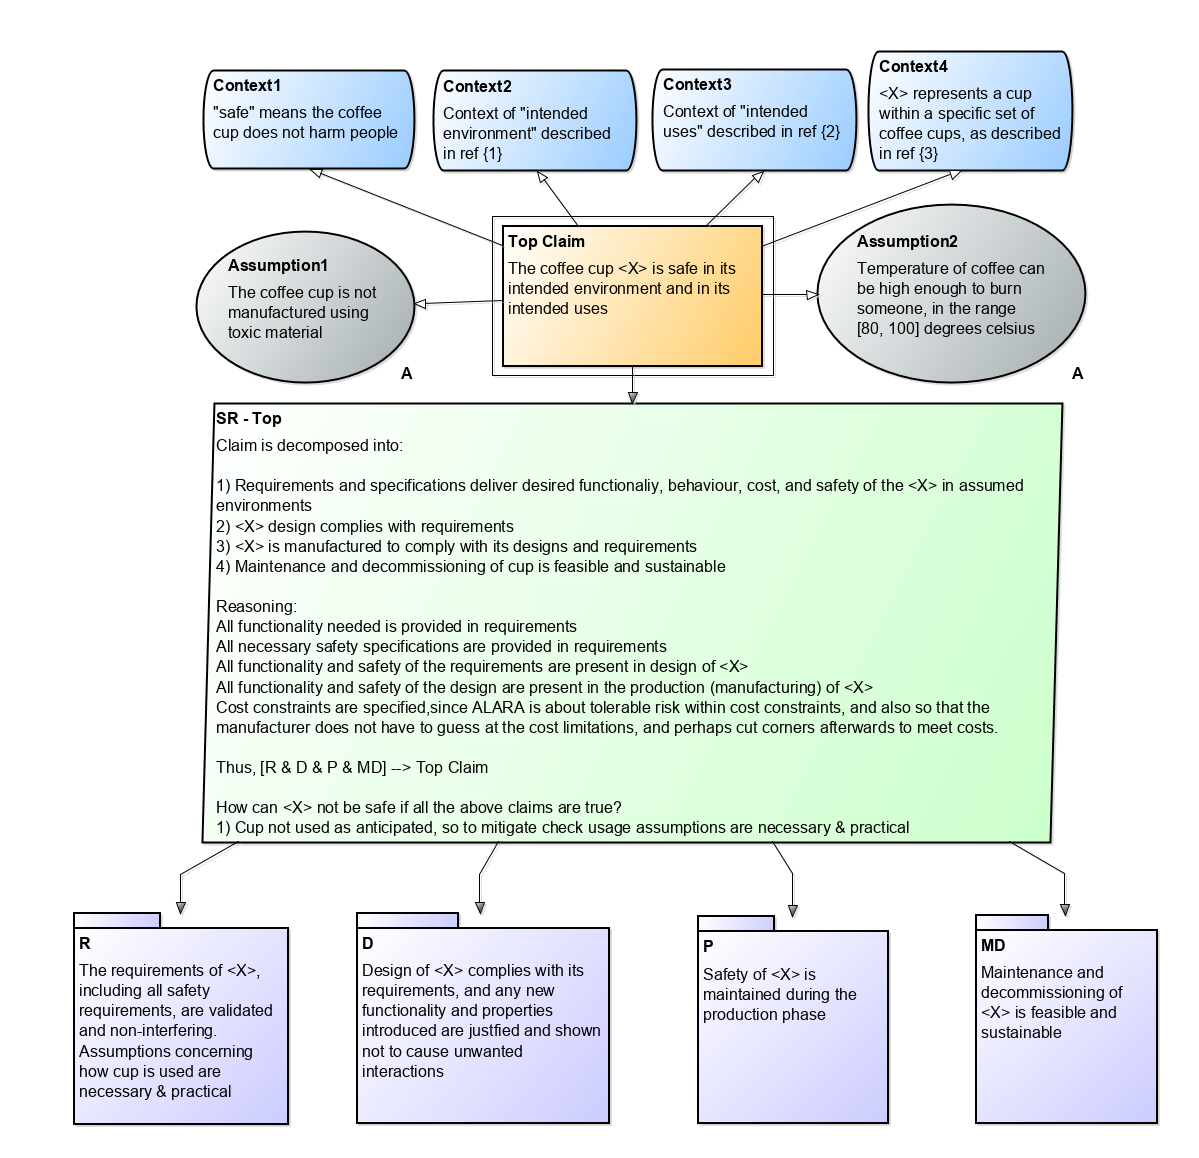 Context1
"safe" means the coffee
cup does not harm people
Context2
Context of "intended
environment" described
in ref {1}
Context3
Context of "intended
uses" described in ref {2}
Context4
<X> represents a cup
within a specific set of
coffee cups, as described
in ref {3}
Assumption1
The coffee cup is not
manufactured using
toxic material
A
Top Claim
The coffee cup <X> is safe in its
intended environment and in its
intended uses
Assumption2
Temperature of coffee can
be high enough to burn
someone, in the range
[80, 100] degrees celsius
A
SR - Top
Claim is decomposed into:
1) Requirements and specifications deliver desired functionaliy, behaviour, cost, and safety of the <X> in assumed
environments
2) <X> design complies with requirements
3) <X> is manufactured to comply with its designs and requirements
4) Maintenance and decommissioning of cup is feasible and sustainable
Reasoning:
All functionality needed is provided in requirements
All necessary safety specifications are provided in requirements
All functionality and safety of the requirements are present in design of <X>
All functionality and safety of the design are present in the production (manufacturing) of <X>
Cost constraints are specified,since ALARA is about tolerable risk within cost constraints, and also so that the
manufacturer does not have to guess at the cost limitations, and perhaps cut corners afterwards to meet costs.
Thus, [R & D & P & MD] --> Top Claim
How can <X> not be safe if all the above claims are true?
1) Cup not used as anticipated, so to mitigate check usage assumptions are necessary & practical
R
The requirements of <X>,
including all safety
requirements, are validated
and non-interfering.
Assumptions concerning
how cup is used are
necessary & practical
D
Design of <X> complies with its
requirements, and any new
functionality and properties
introduced are justfied and shown
not to cause unwanted
interactions
P
Safety of <X> is
maintained during the
production phase
MD
Maintenance and
decommissioning of
<X> is feasible and
sustainable